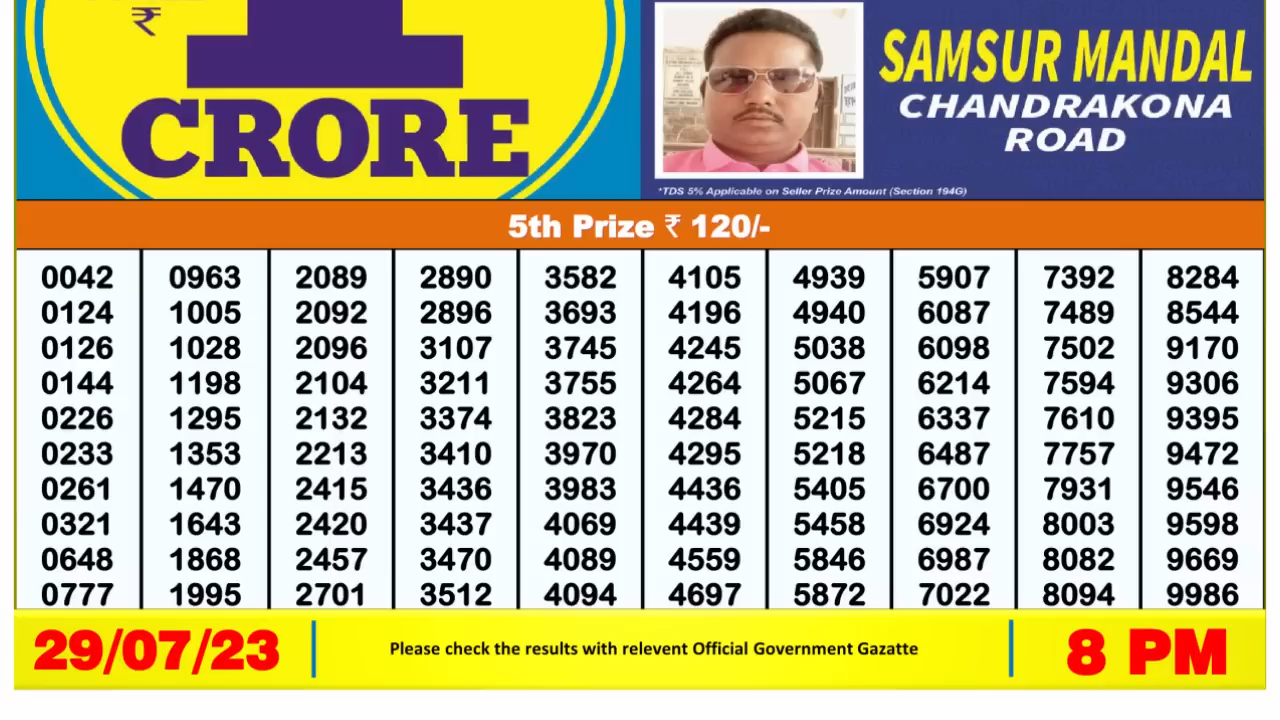 ₹
1
CRORE
SAMSUR MANDAL
CHANDRAKONA
ROAD
*TDS 5% Applicable on Seller Prize Amount (Section 194G)
5th Prize ₹ 120/-
0042 0963 2089 2890 3582 4105 4939 5907 7392 8284
0124 1005 2092 2896 3693 4196 4940 6087 7489 8544
0126 1028 2096 3107 3745 4245 5038 6098 7502 9170
0144 1198 2104 3211 3755 4264 5067 6214 7594 9306
0226 1295 2132 3374 3823 4284 5215 6337 7610 9395
0233 1353 2213 3410 3970 4295 5218 6487 7757 9472
0261 1470 2415 3436 3983 4436 5405 6700 7931 9546
0321 1643 2420 3437 4069 4439 5458 6924 8003 9598
0648 1868 2457 3470 4089 4559 5846 6987 8082 9669
0777 1995 2701 3512 4094 4697 5872 7022 8094 9986
29/07/23
Please check the results with relevent Official Government Gazatte
8 PM